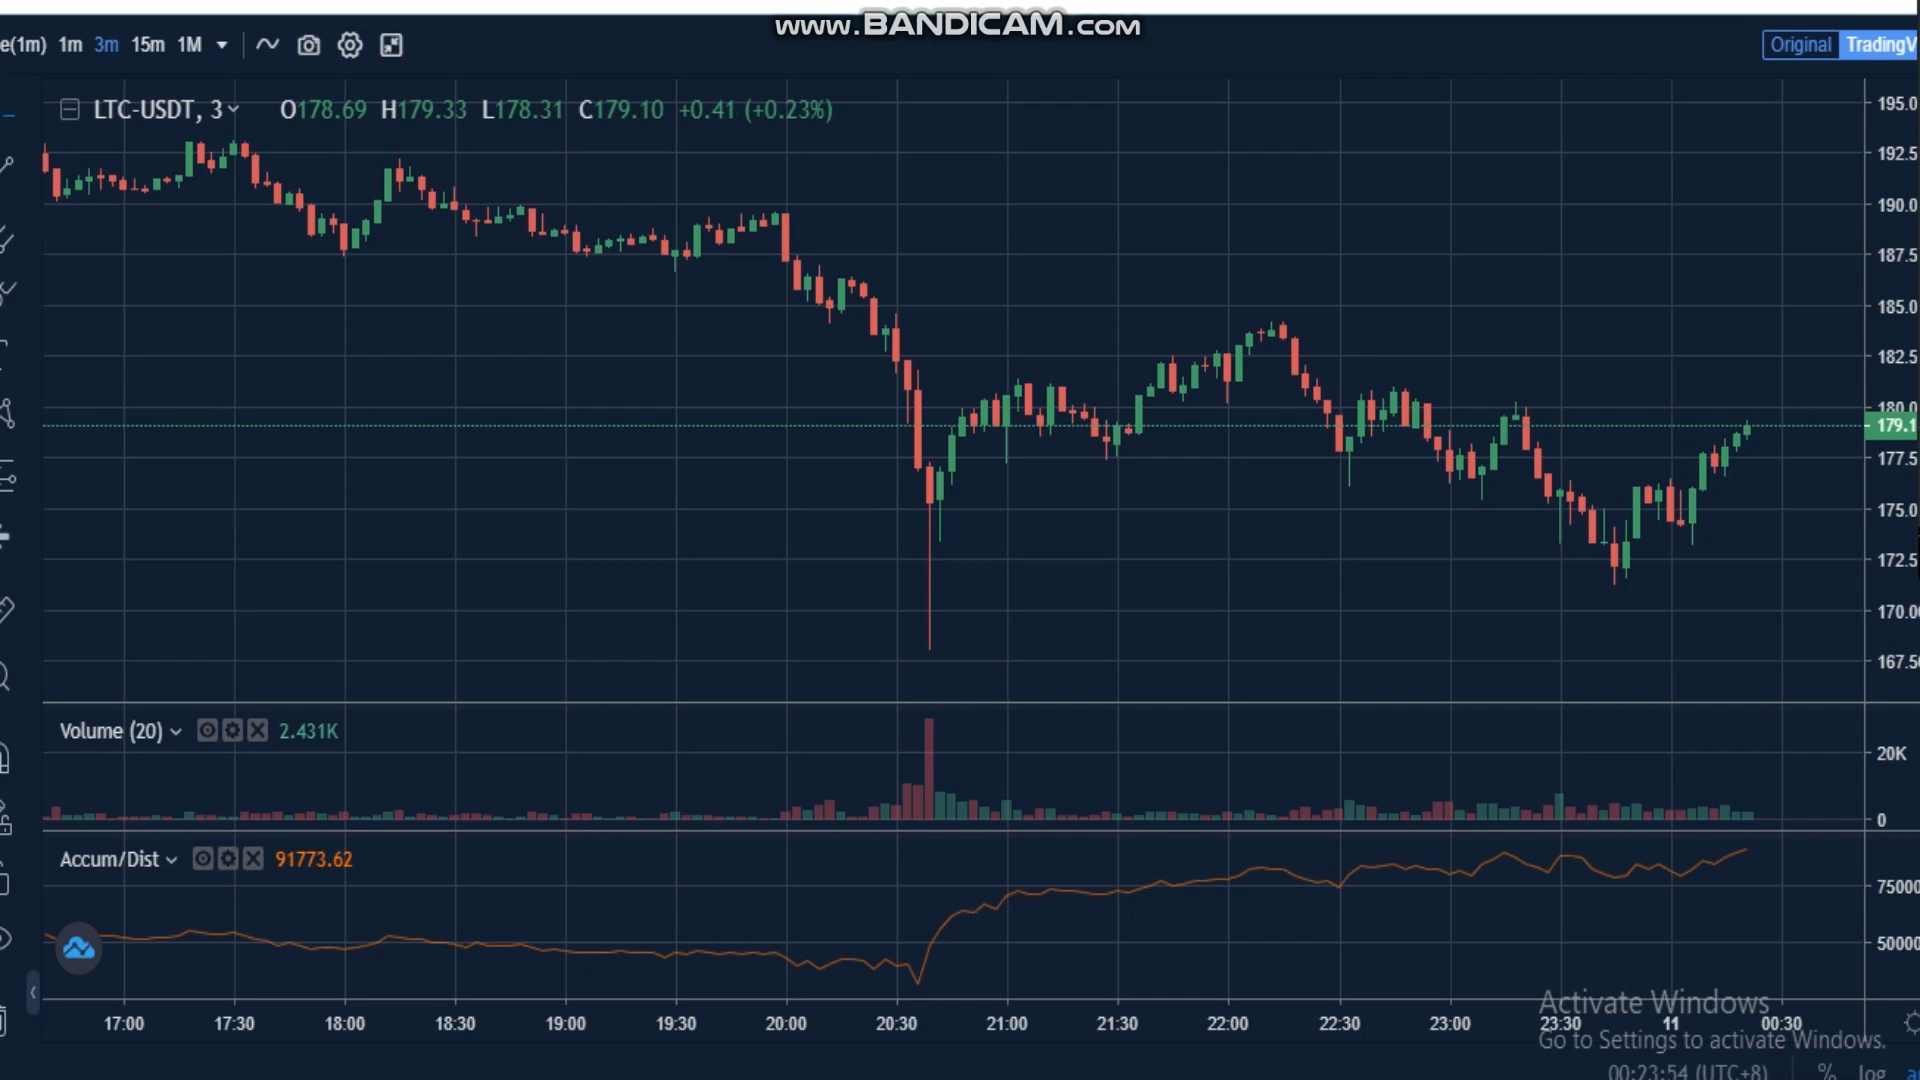 www.BANDICAM.com
e(1m) 1m 3m 15m 1M
Original TradingV
LTC-USDT, 3 O178.69 H179.33 L178.31 C179.10 +0.41 (+0.23%)
195.0
192.5
190.0
187.5
185.0
182.5
180.0
179.1
177.5
175.0
172.5
170.0
167.5
Volume (20) 2.431K
20K
0
Accum/Dist 91773.62
75000
50000
17:00 17:30 18:00 18:30 19:00 19:30 20:00 20:30 21:00 21:30 22:00 22:30 23:00 23:30 11 00:30
Activate Windows
Go to Settings to activate Windows.
00:23:54 (UTC+8) % log